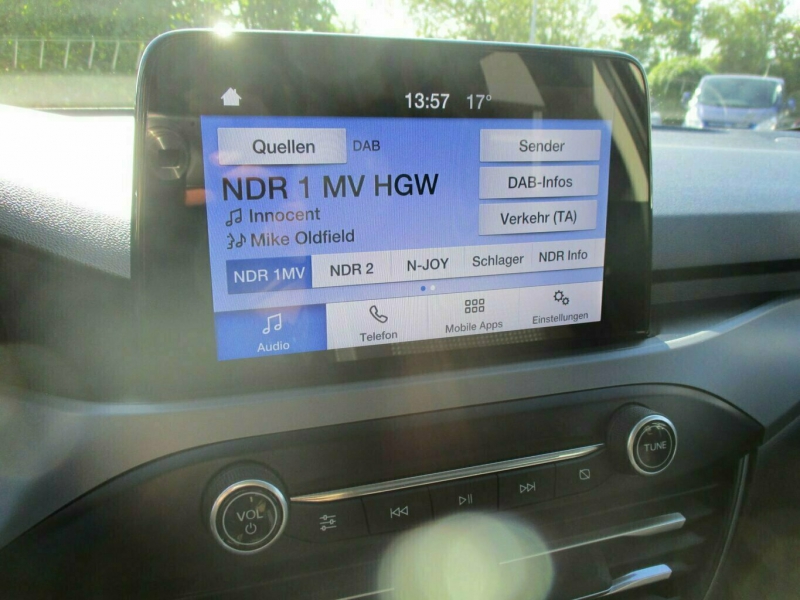 13:57 17°
Quellen DAB
Sender
NDR 1 MV HGW
DAB-Infos
Innocent
Verkehr (TA)
Mike Oldfield
NDR 1MV NDR 2 N-JOY Schlager NDR Info
Audio Telefon Mobile Apps Einstellungen
VOL
TUNE